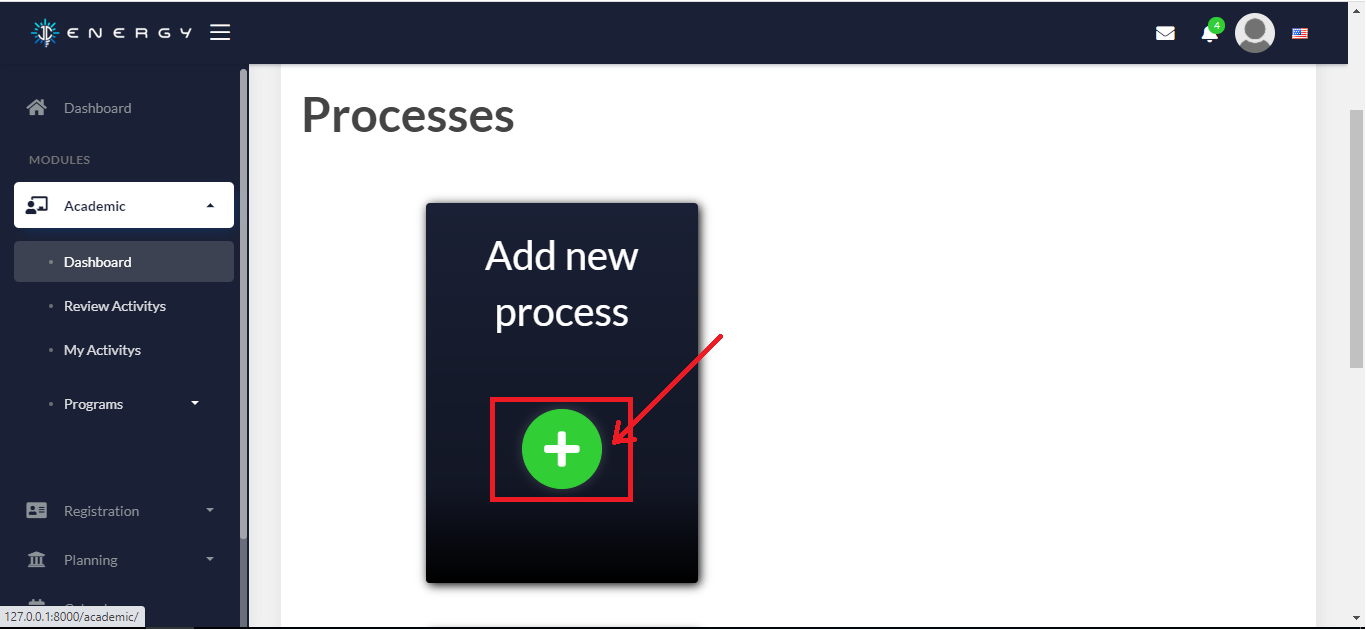 ENERGY
4
Dashboard
MODULES
Academic
Dashboard
Review Activitys
My Activitys
Programs
Registration
Planning
127.0.0.1:8000/academic/
Processes
Add new
process